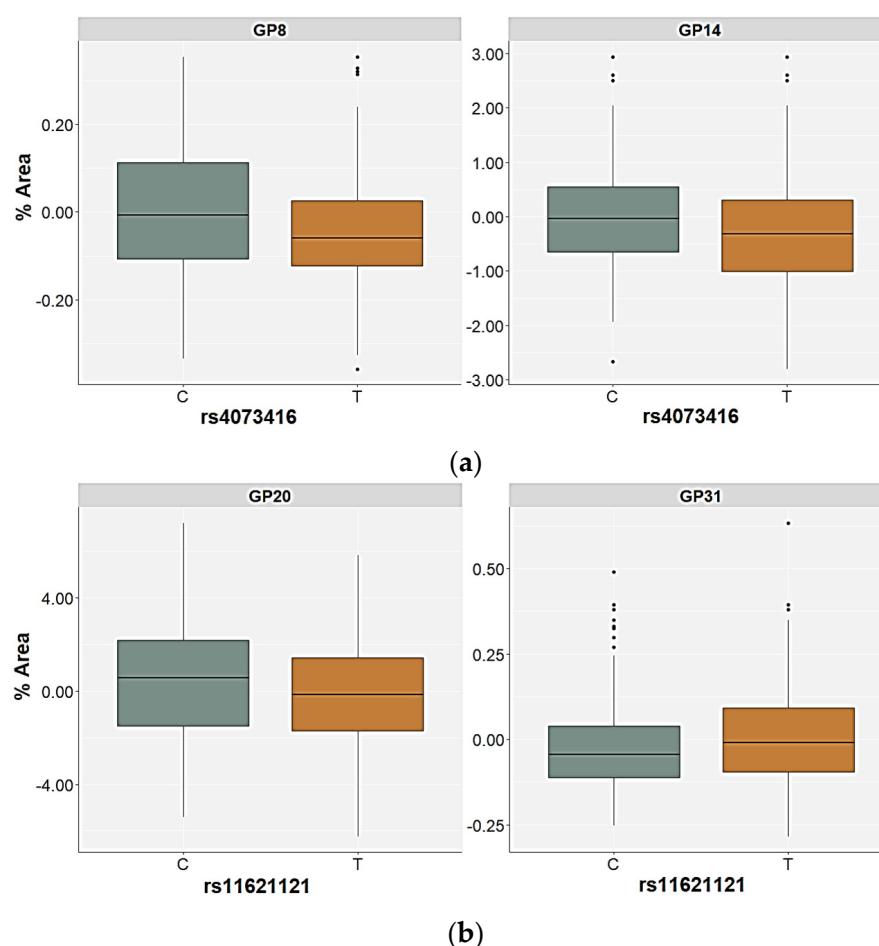 GP8
GP14
% Area
0.20
0.00
-0.20
3.00
2.00
1.00
0.00
-1.00
-2.00
-3.00
C
T
C
T
rs4073416
rs4073416
(a)
GP20
GP31
% Area
4.00
0.00
-4.00
0.50
0.25
0.00
-0.25
C
T
C
T
rs11621121
rs11621121
(b)